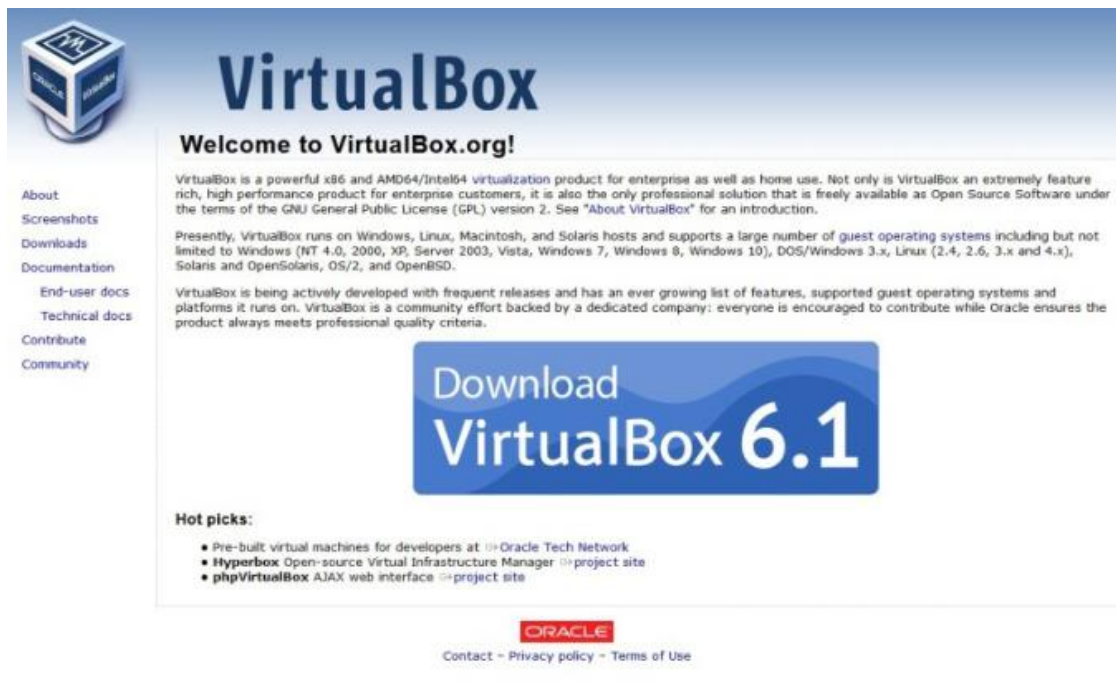 ORACLE
VirtualBox
VirtualBox
Welcome to VirtualBox.org!
About
Screenshots
Downloads
Documentation
End-user docs
Technical docs
Contribute
Community
VirtualBox is a powerful x86 and AMD64/Intel64 virtualization product for enterprise as well as home use. Not only is VirtualBox an extremely feature
rich, high performance product for enterprise customers, it is also the only professional solution that is freely available as Open Source Software under
the terms of the GNU General Public License (GPL) version 2. See "About VirtualBox" for an introduction.
Presently, VirtualBox runs on Windows, Linux, Macintosh, and Solaris hosts and supports a large number of guest operating systems including but not
limited to Windows (NT 4.0, 2000, XP, Server 2003, Vista, Windows 7, Windows 8, Windows 10), DOS/Windows 3.x, Linux (2.4, 2.6, 3.x and 4.x),
Solaris and OpenSolaris, OS/2, and OpenBSD.
VirtualBox is being actively developed with frequent releases and has an ever growing list of features, supported guest operating systems and
platforms it runs on. VirtualBox is a community effort backed by a dedicated company: everyone is encouraged to contribute while Oracle ensures the
product always meets professional quality criteria.
Download
VirtualBox 6.1
Hot picks:
• Pre-built virtual machines for developers at Oracle Tech Network
• Hyperbox Open-source Virtual Infrastructure Manager project site
• phpVirtualBox AJAX web interface project site
ORACLE
Contact – Privacy policy – Terms of Use